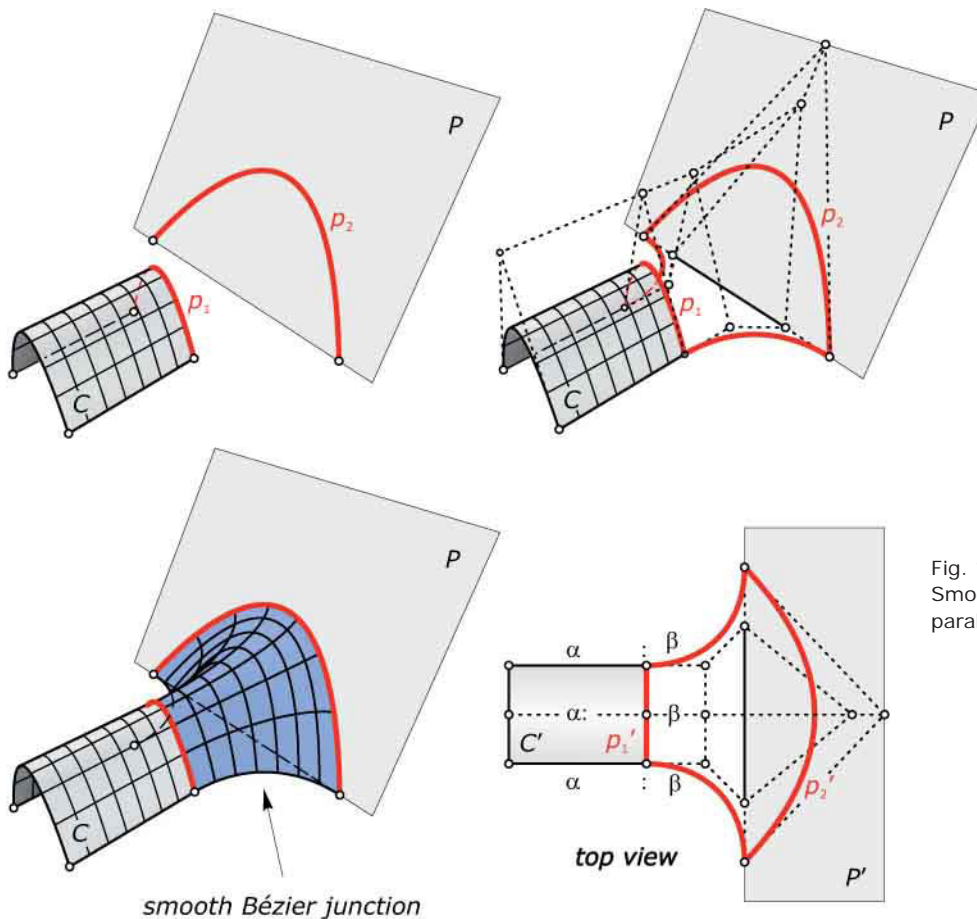 P
p2
p1
C
P
p2
p1
C
P
C
smooth Bézier junction
Fig.
Smo
para
α
β
α:
β
C′
p1′
α
β
p2′
top view
P′